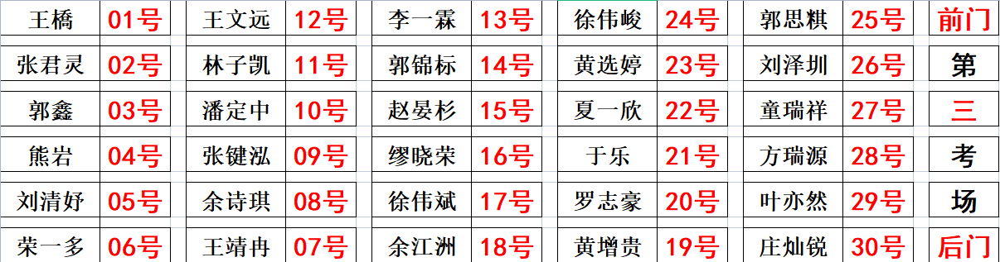 王橋 01号 王文远 12号 李一霖 13号 徐伟峻 24号 郭思粸 25号 前门
张君灵 02号 林子凯 11号 郭锦标 14号 黄选婷 23号 刘泽圳 26号 第
郭鑫 03号 潘定中 10号 赵晏杉 15号 夏一欣 22号 童瑞祥 27号 三
熊岩 04号 张键泓 09号 缪晓荣 16号 于乐 21号 方瑞源 28号 考
刘清妤 05号 余诗琪 08号 徐伟斌 17号 罗志豪 20号 叶亦然 29号 场
荣一多 06号 王靖冉 07号 余江洲 18号 黄增贵 19号 庄灿锐 30号 后门